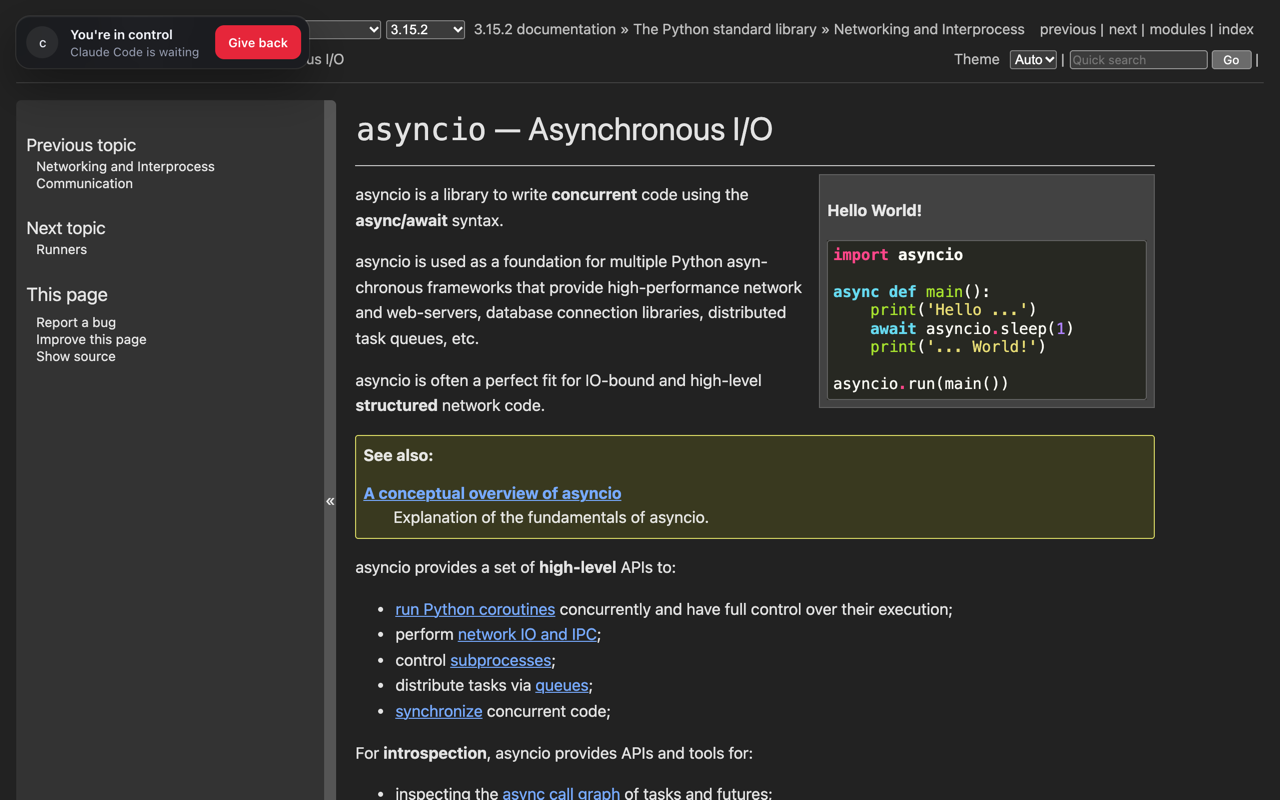 c
You're in control
Claude Code is waiting
Give back
3.15.2
3.15.2 documentation » The Python standard library » Networking and Interprocess
previous | next | modules | index
us I/O
Theme
Auto
|
Quick search
Go
|
Previous topic
Networking and Interprocess
Communication
Next topic
Runners
This page
Report a bug
Improve this page
Show source
«
asyncio — Asynchronous I/O
asyncio is a library to write concurrent code using the
async/await syntax.
asyncio is used as a foundation for multiple Python asyn-
chronous frameworks that provide high-performance network
and web-servers, database connection libraries, distributed
task queues, etc.
asyncio is often a perfect fit for IO-bound and high-level
structured network code.
Hello World!
import asyncio
async def main():
    print('Hello ...')
    await asyncio.sleep(1)
    print('... World!')
asyncio.run(main())
See also:
A conceptual overview of asyncio
Explanation of the fundamentals of asyncio.
asyncio provides a set of high-level APIs to:
• run Python coroutines concurrently and have full control over their execution;
• perform network IO and IPC;
• control subprocesses;
• distribute tasks via queues;
• synchronize concurrent code;
For introspection, asyncio provides APIs and tools for:
• inspecting the async call graph of tasks and futures;